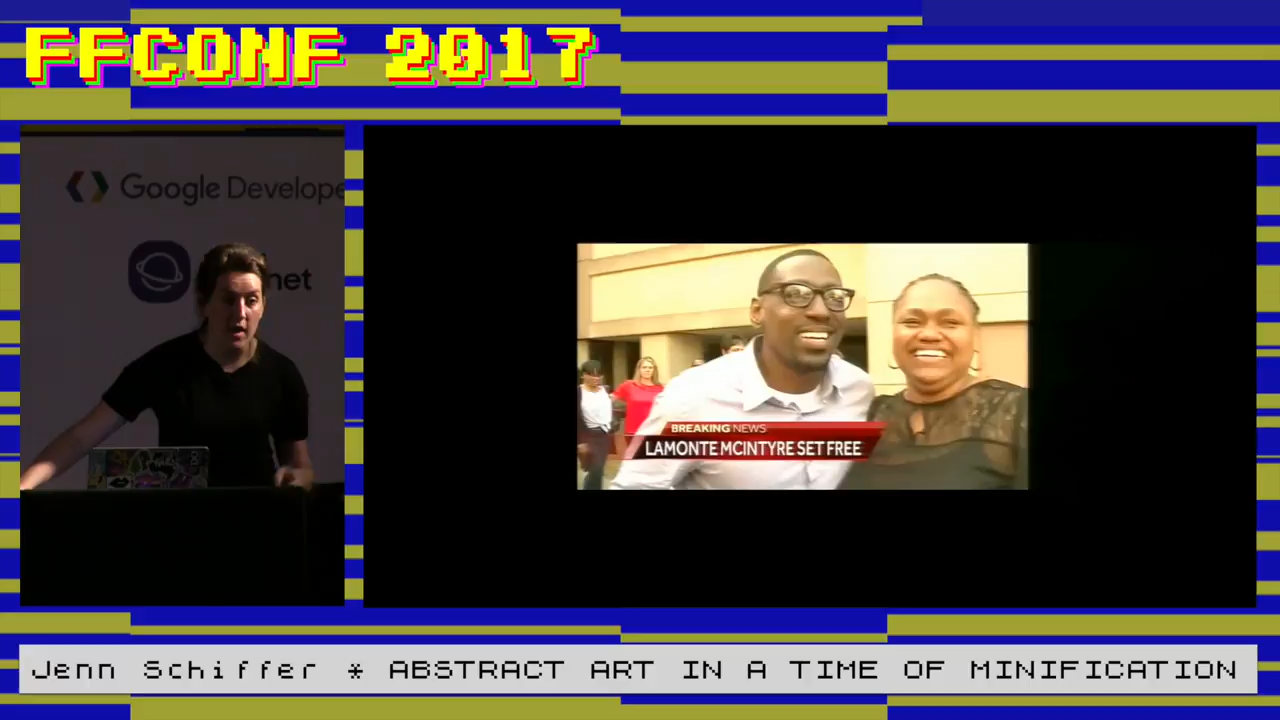 FFCONF 2017
Google Develope
net
BREAKING NEWS
LAMONTE MCINTYRE SET FREE
Jenn Schiffer * ABSTRACT ART IN A TIME OF MINIFICATION